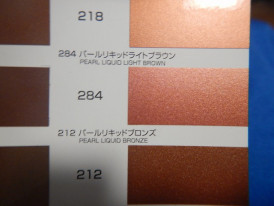 218
284 パールリキッドライトブラウン
PEARL LIQUID LIGHT BROWN
284
212 パールリキッドブロンズ
PEARL LIQUID BRONZE
212